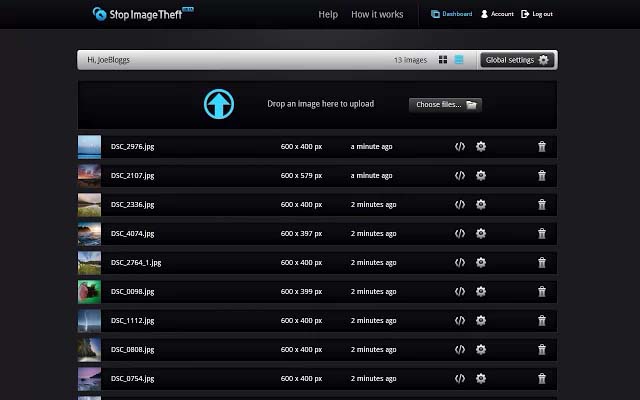 Stop Image Theft BETA Help How it works Dashboard Account Log out
Hi, JoeBloggs 13 images Global settings
Drop an image here to upload Choose files...
DSC_2976.jpg 600 x 400 px a minute ago
DSC_2107.jpg 600 x 579 px a minute ago
DSC_2336.jpg 600 x 400 px 2 minutes ago
DSC_4074.jpg 600 x 397 px 2 minutes ago
DSC_2764_1.jpg 600 x 400 px 2 minutes ago
DSC_0098.jpg 600 x 399 px 2 minutes ago
DSC_1112.jpg 600 x 400 px 2 minutes ago
DSC_0808.jpg 600 x 400 px 2 minutes ago
DSC_0754.jpg 600 x 400 px 2 minutes ago